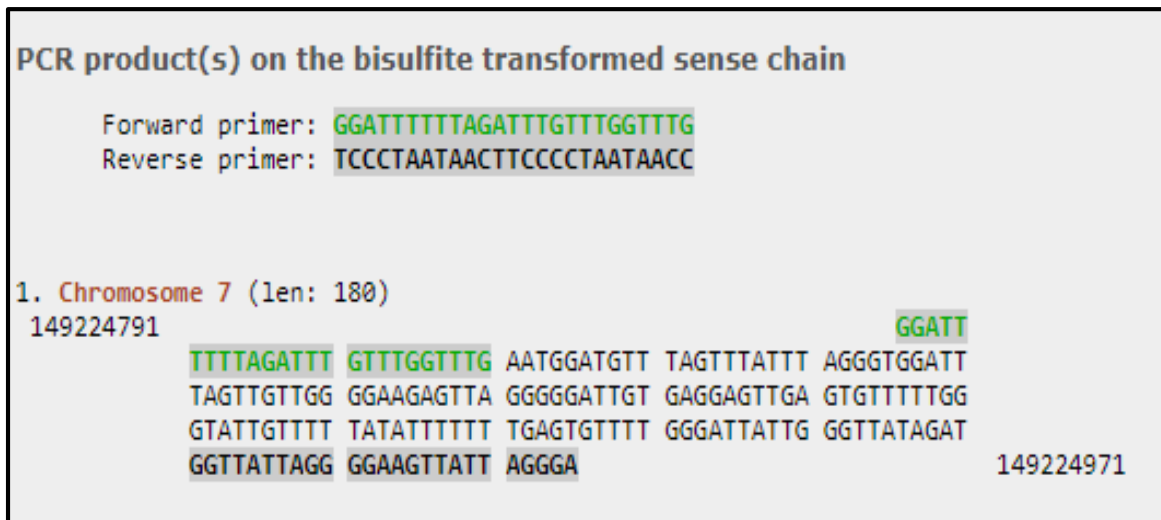 PCR product(s) on the bisulfite transformed sense chain
Forward primer: GGATTTTTTAGATTTGTTTGGTTTG
Reverse primer: TCCCTAATAACTTCCCCTAATAACC
1. Chromosome 7 (len: 180)
149224791 GGATT
TTTTAGATTT GTTTGGTTTG AATGGATGTT TAGTTTATTT AGGGTGGATT
TAGTTGTTGG GGAAGAGTTA GGGGGATTGT GAGGAGTTGA GTGTTTTTGG
GTATTGTTTT TATATTTTTT TGAGTGTTTT GGGATTATTG GGTTATAGAT
GGTTATTAGG GGAAGTTATT AGGGA 149224971